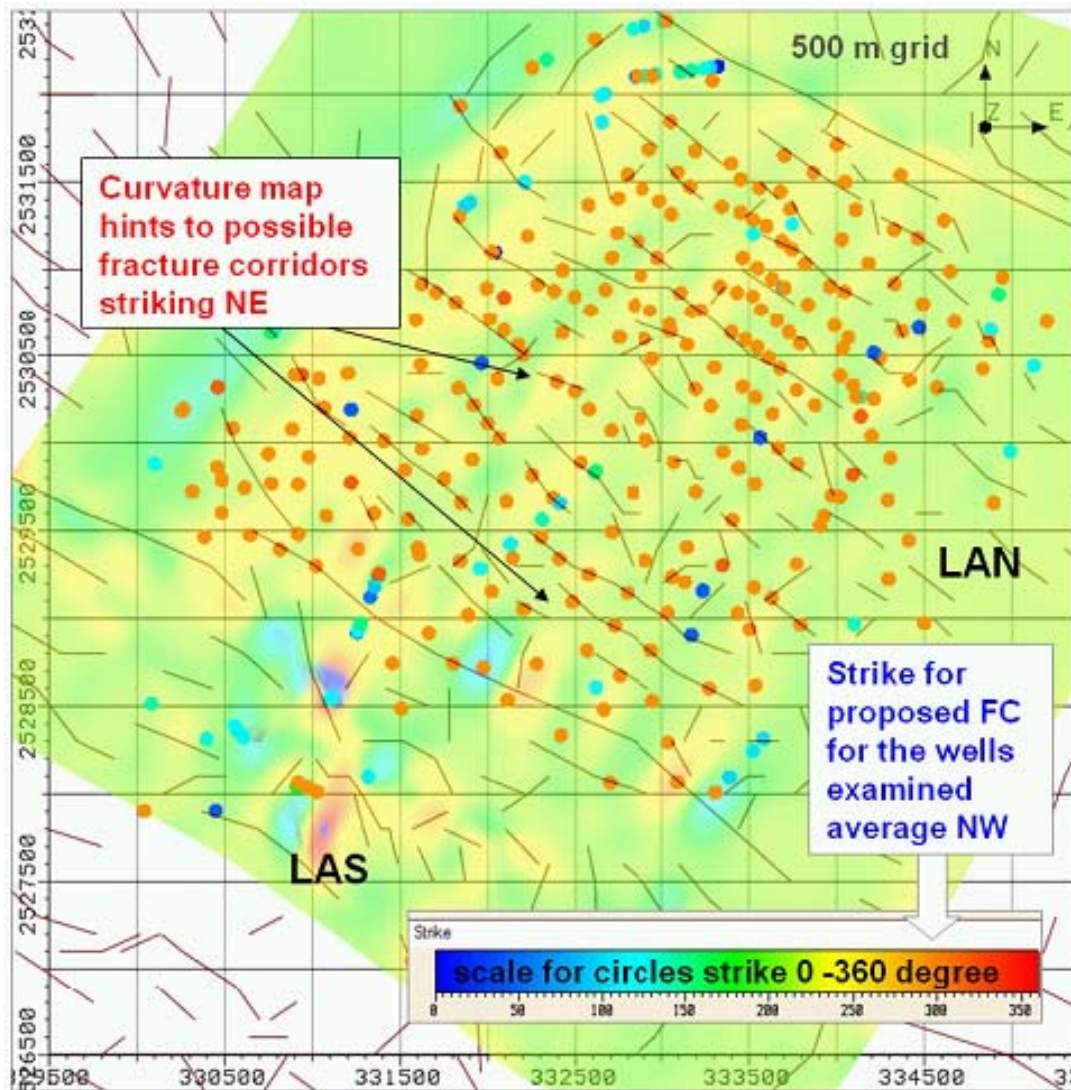 500 m grid
N
Z
E
Curvature map
hints to possible
fracture corridors
striking NE
LAN
Strike for
proposed FC
for the wells
examined
average NW
LAS
Strike
scale for circles strike 0 -360 degree
0 50 100 150 200 250 300 350
2531500
2530500
2529500
2528500
2527500
2526500
330500 331500 332500 333500 334500